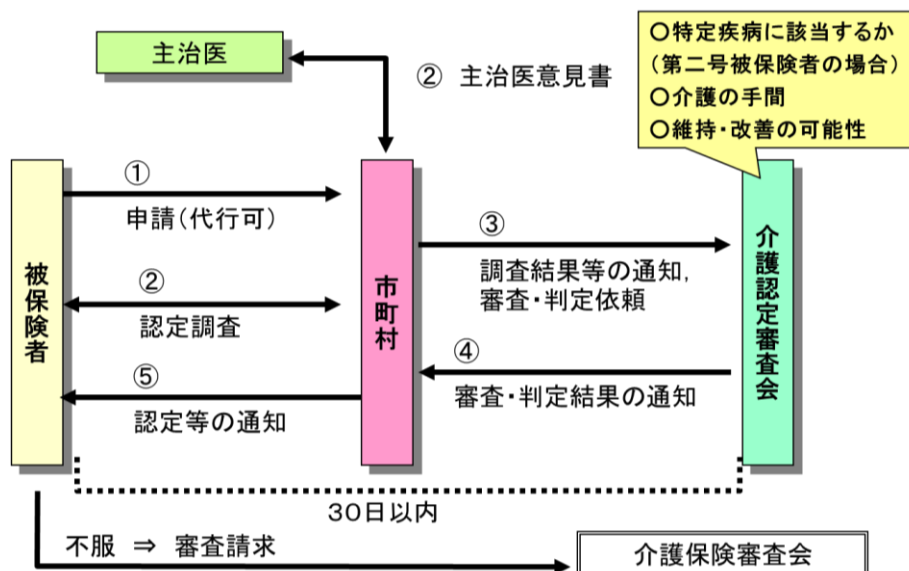 主治医
② 主治医意見書
○特定疾病に該当するか
(第二号被保険者の場合)
○介護の手間
○維持・改善の可能性
被保険者
①
申請(代行可)
②
認定調査
⑤
認定等の通知
市町村
③
調査結果等の通知,
審査・判定依頼
④
審査・判定結果の通知
介護認定審査会
30日以内
不服 ⇒ 審査請求
介護保険審査会